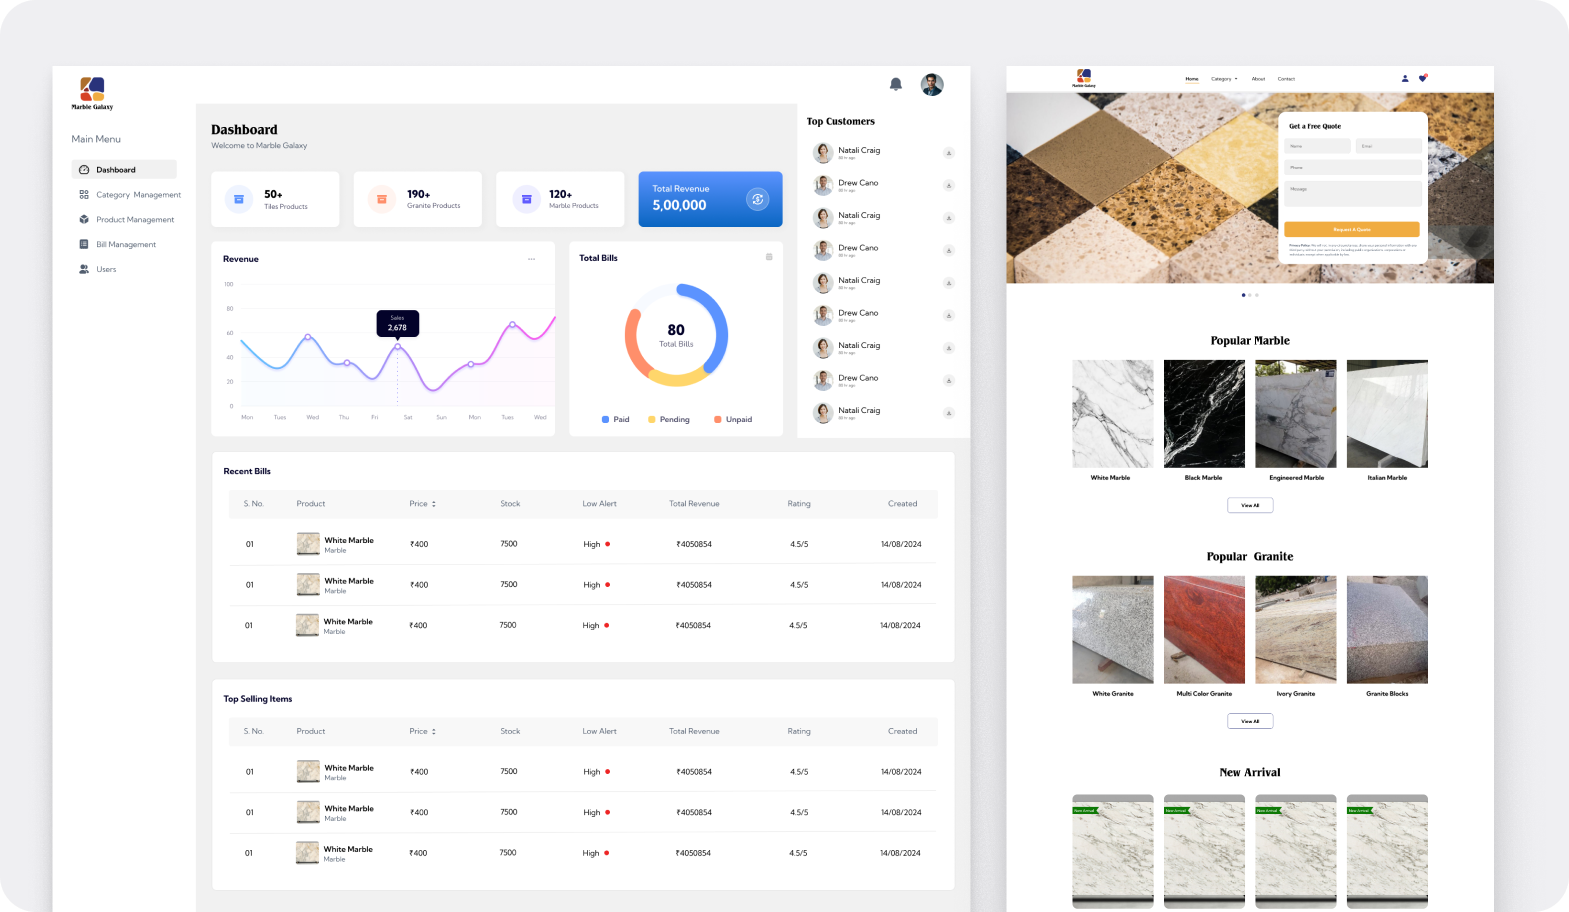 Marble Galaxy
Main Menu
Dashboard
Category Management
Product Management
Bill Management
Users
Dashboard
Welcome to Marble Galaxy
50+
Tiles Products
190+
Granite Products
120+
Marble Products
Total Revenue
5,00,000
Revenue
100
80
60
40
20
0
Sales
2,678
Mon Tues Wed Thu Fri Sat Sun Mon Tues Wed
Total Bills
80
Total Bills
Paid Pending Unpaid
Top Customers
Natali Craig
Drew Cano
Natali Craig
Drew Cano
Natali Craig
Drew Cano
Natali Craig
Drew Cano
Natali Craig
Recent Bills
S. No. Product Price Stock Low Alert Total Revenue Rating Created
01 White Marble ₹400 7500 High ₹4050854 4.5/5 14/08/2024
Marble
01 White Marble ₹400 7500 High ₹4050854 4.5/5 14/08/2024
Marble
01 White Marble ₹400 7500 High ₹4050854 4.5/5 14/08/2024
Marble
Top Selling Items
S. No. Product Price Stock Low Alert Total Revenue Rating Created
01 White Marble ₹400 7500 High ₹4050854 4.5/5 14/08/2024
Marble
01 White Marble ₹400 7500 High ₹4050854 4.5/5 14/08/2024
Marble
01 White Marble ₹400 7500 High ₹4050854 4.5/5 14/08/2024
Marble
Marble Galaxy
Home Category About Contact
Get a Free Quote
Name Email
Phone
Message
Request A Quote
Privacy Policy:
Popular Marble
White Marble Black Marble Engineered Marble Italian Marble
View All
Popular Granite
White Granite Multi Color Granite Ivory Granite Granite Blocks
View All
New Arrival
New Arrival New Arrival New Arrival New Arrival